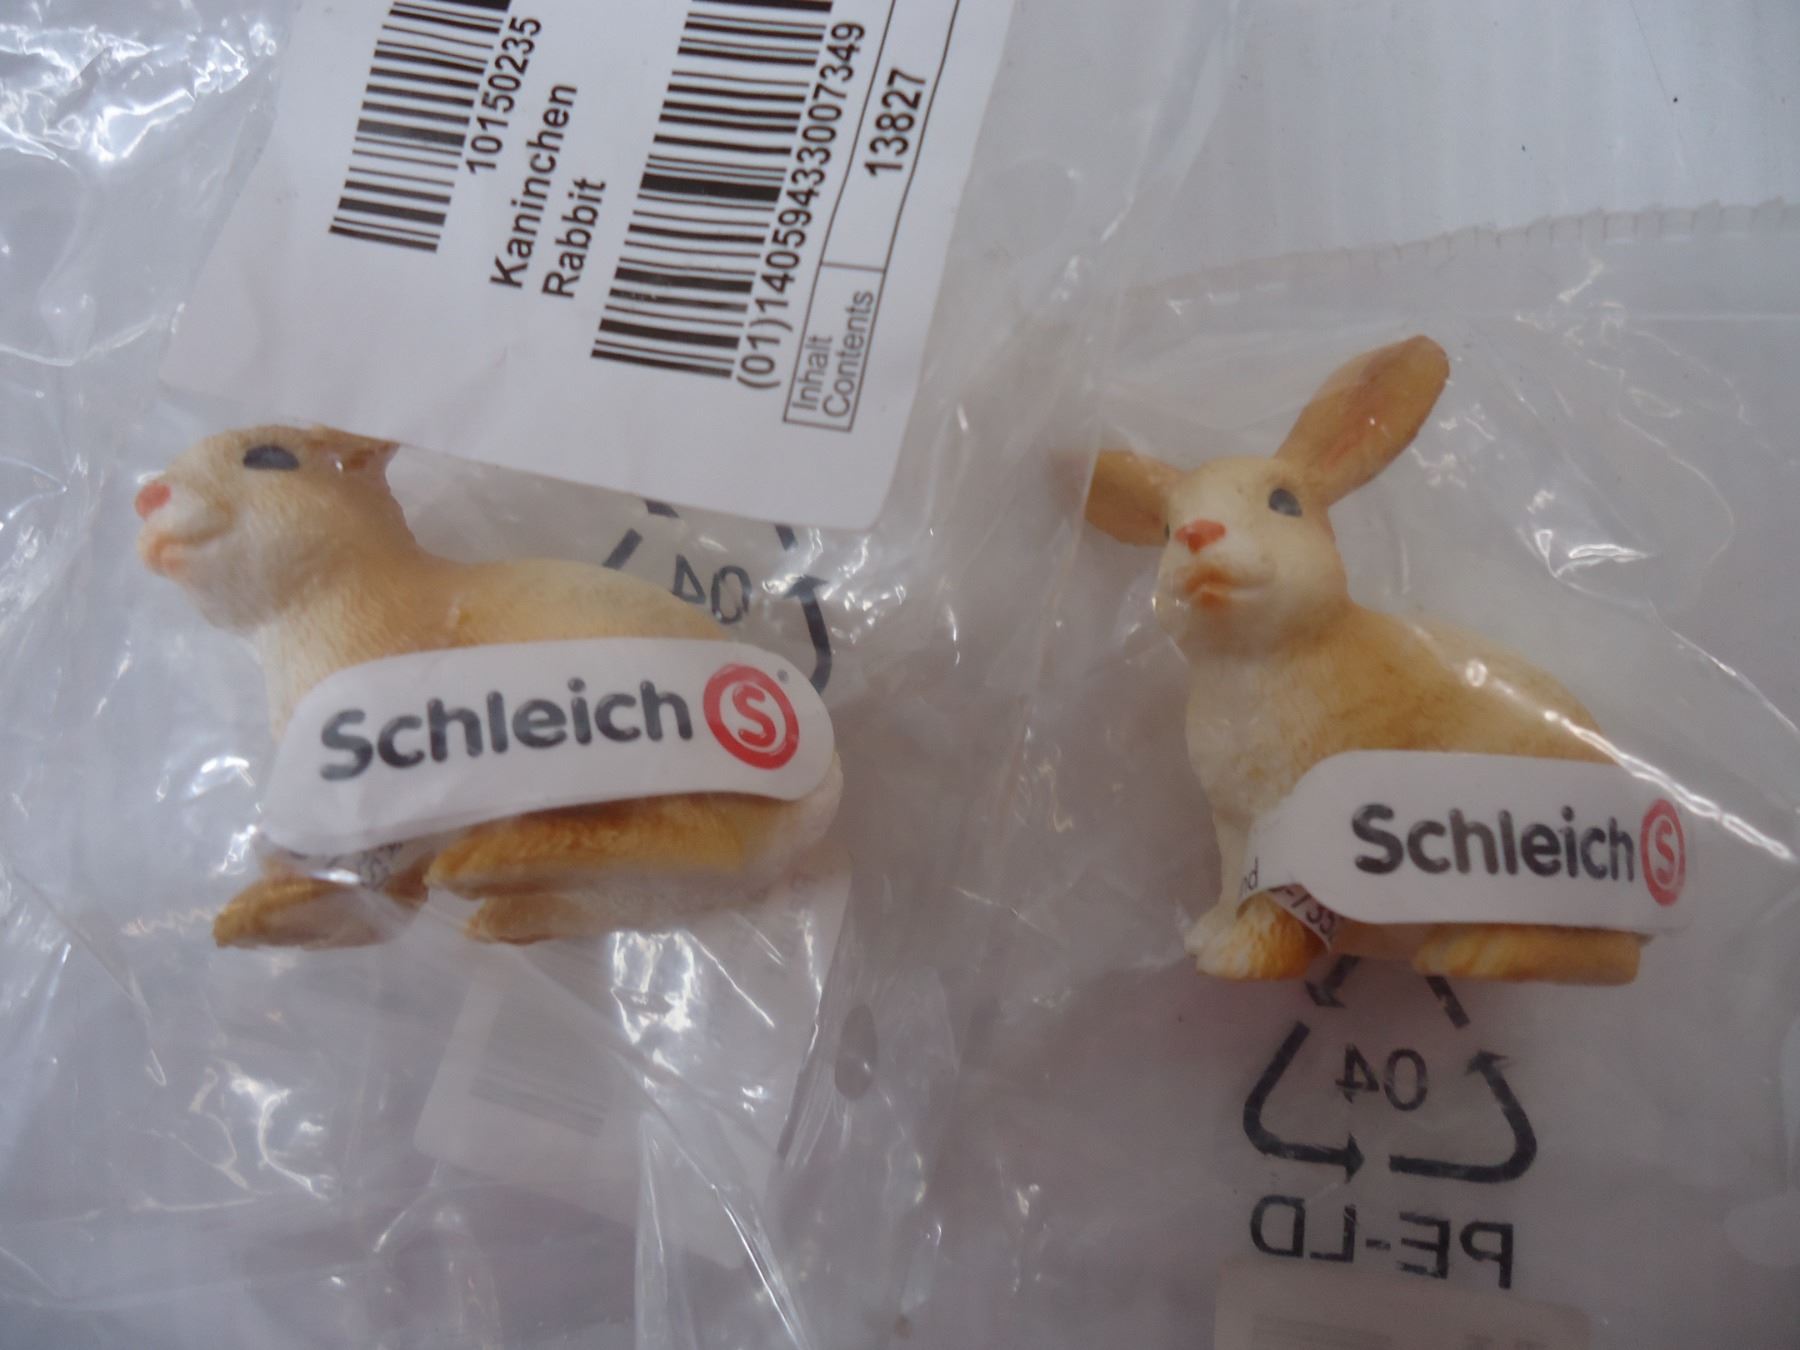 10150235
Kaninchen
Rabbit
(01)14059433007349
Inhalt
Contents
13827
04
Schleich S
Schleich S
04
PE-LD